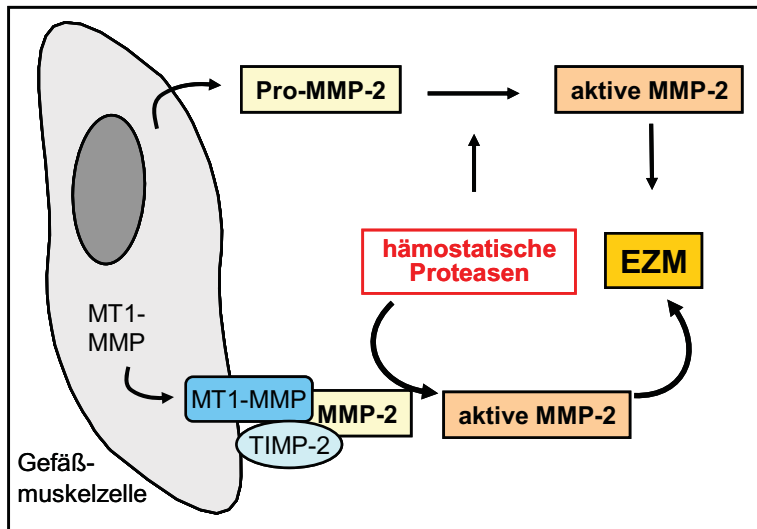 Pro-MMP-2
aktive MMP-2
hämostatische
Proteasen
EZM
MT1-
MMP
MT1-MMP
MMP-2
TIMP-2
aktive MMP-2
Gefäß-
muskelzelle